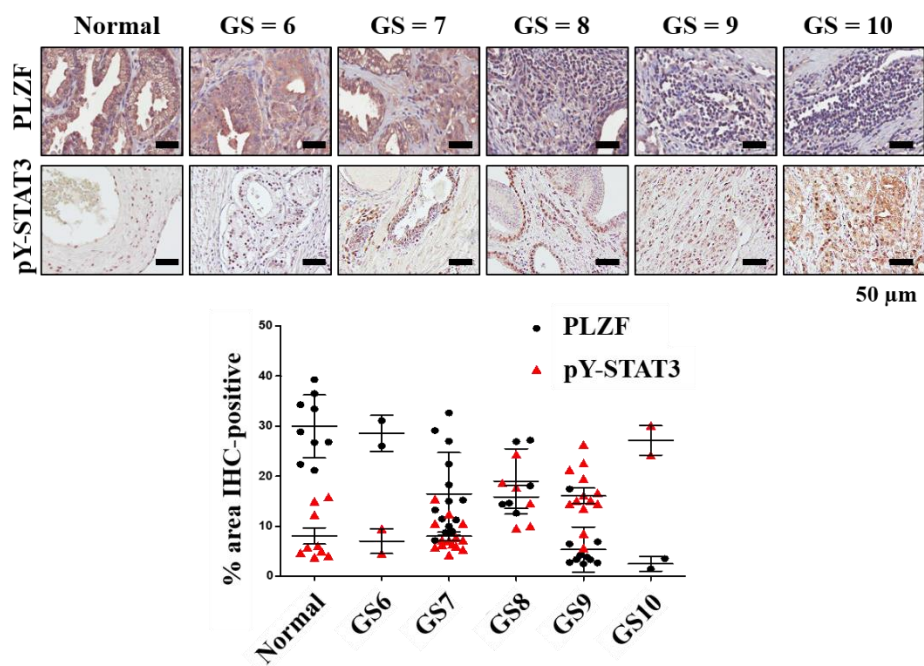 Normal GS = 6 GS = 7 GS = 8 GS = 9 GS = 10
PLZF
pY-STAT3
50 µm
PLZF
pY-STAT3
% area IHC-positive
50
40
30
20
10
0
Normal GS6 GS7 GS8 GS9 GS10